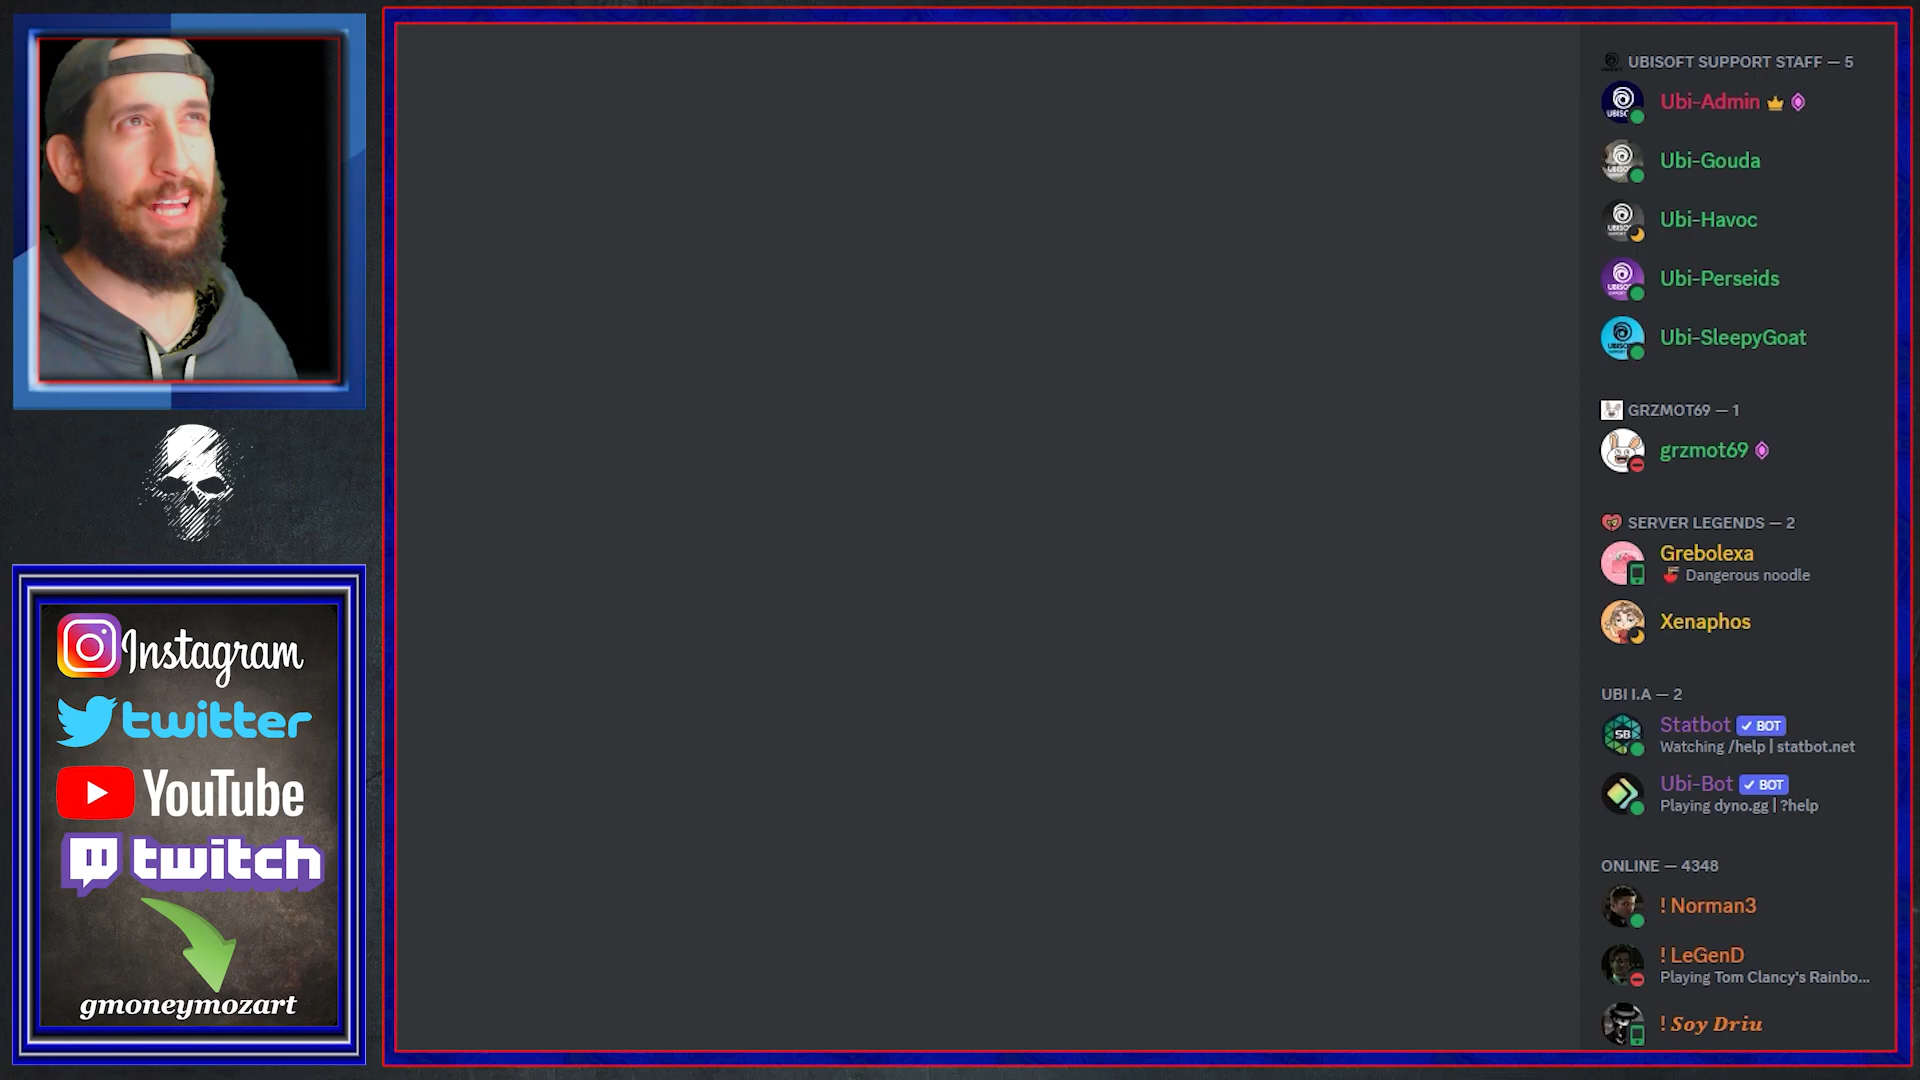 Instagram
twitter
YouTube
twitch
gmoneymozart
UBISOFT SUPPORT STAFF — 5
Ubi-Admin
Ubi-Gouda
Ubi-Havoc
Ubi-Perseids
Ubi-SleepyGoat
GRZMOT69 — 1
grzmot69
SERVER LEGENDS — 2
Grebolexa
Dangerous noodle
Xenaphos
UBI I.A — 2
SB
Statbot ✓ BOT
Watching /help | statbot.net
Ubi-Bot ✓ BOT
Playing dyno.gg | ?help
ONLINE — 4348
! Norman3
! LeGenD
Playing Tom Clancy's Rainbo...
! Soy Driu